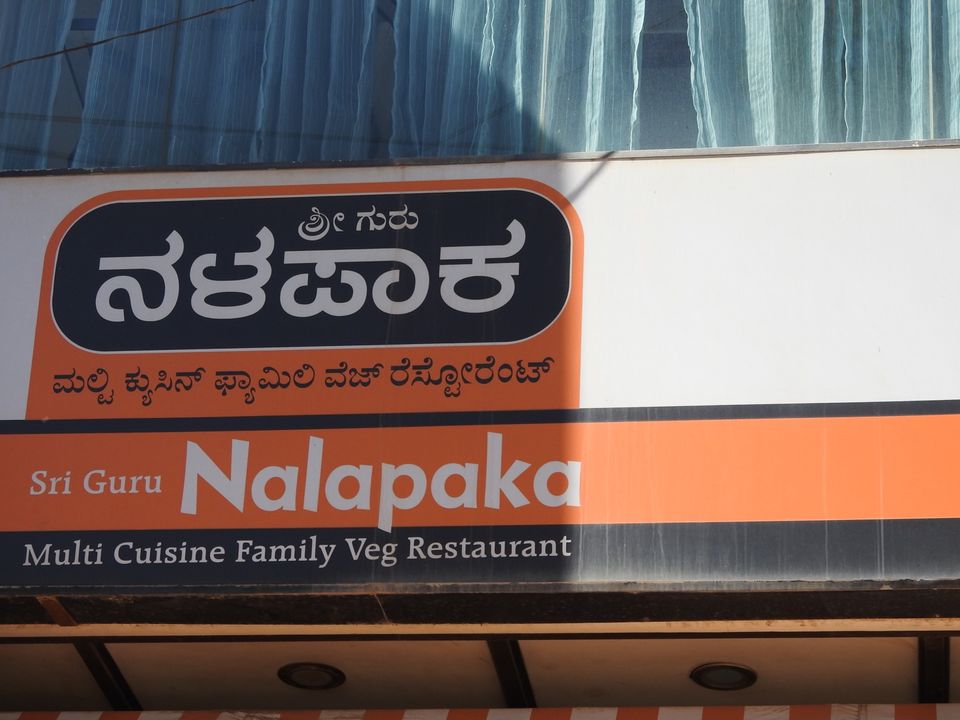 ಶ್ರೀ ಗುರು
ನಳಪಾಕ
ಮಲ್ಟಿ ಕ್ಯುಸಿನ್ ಫ್ಯಾಮಿಲಿ ವೆಜ್ ರೆಸ್ಟೋರೆಂಟ್
Sri Guru Nalapaka
Multi Cuisine Family Veg Restaurant